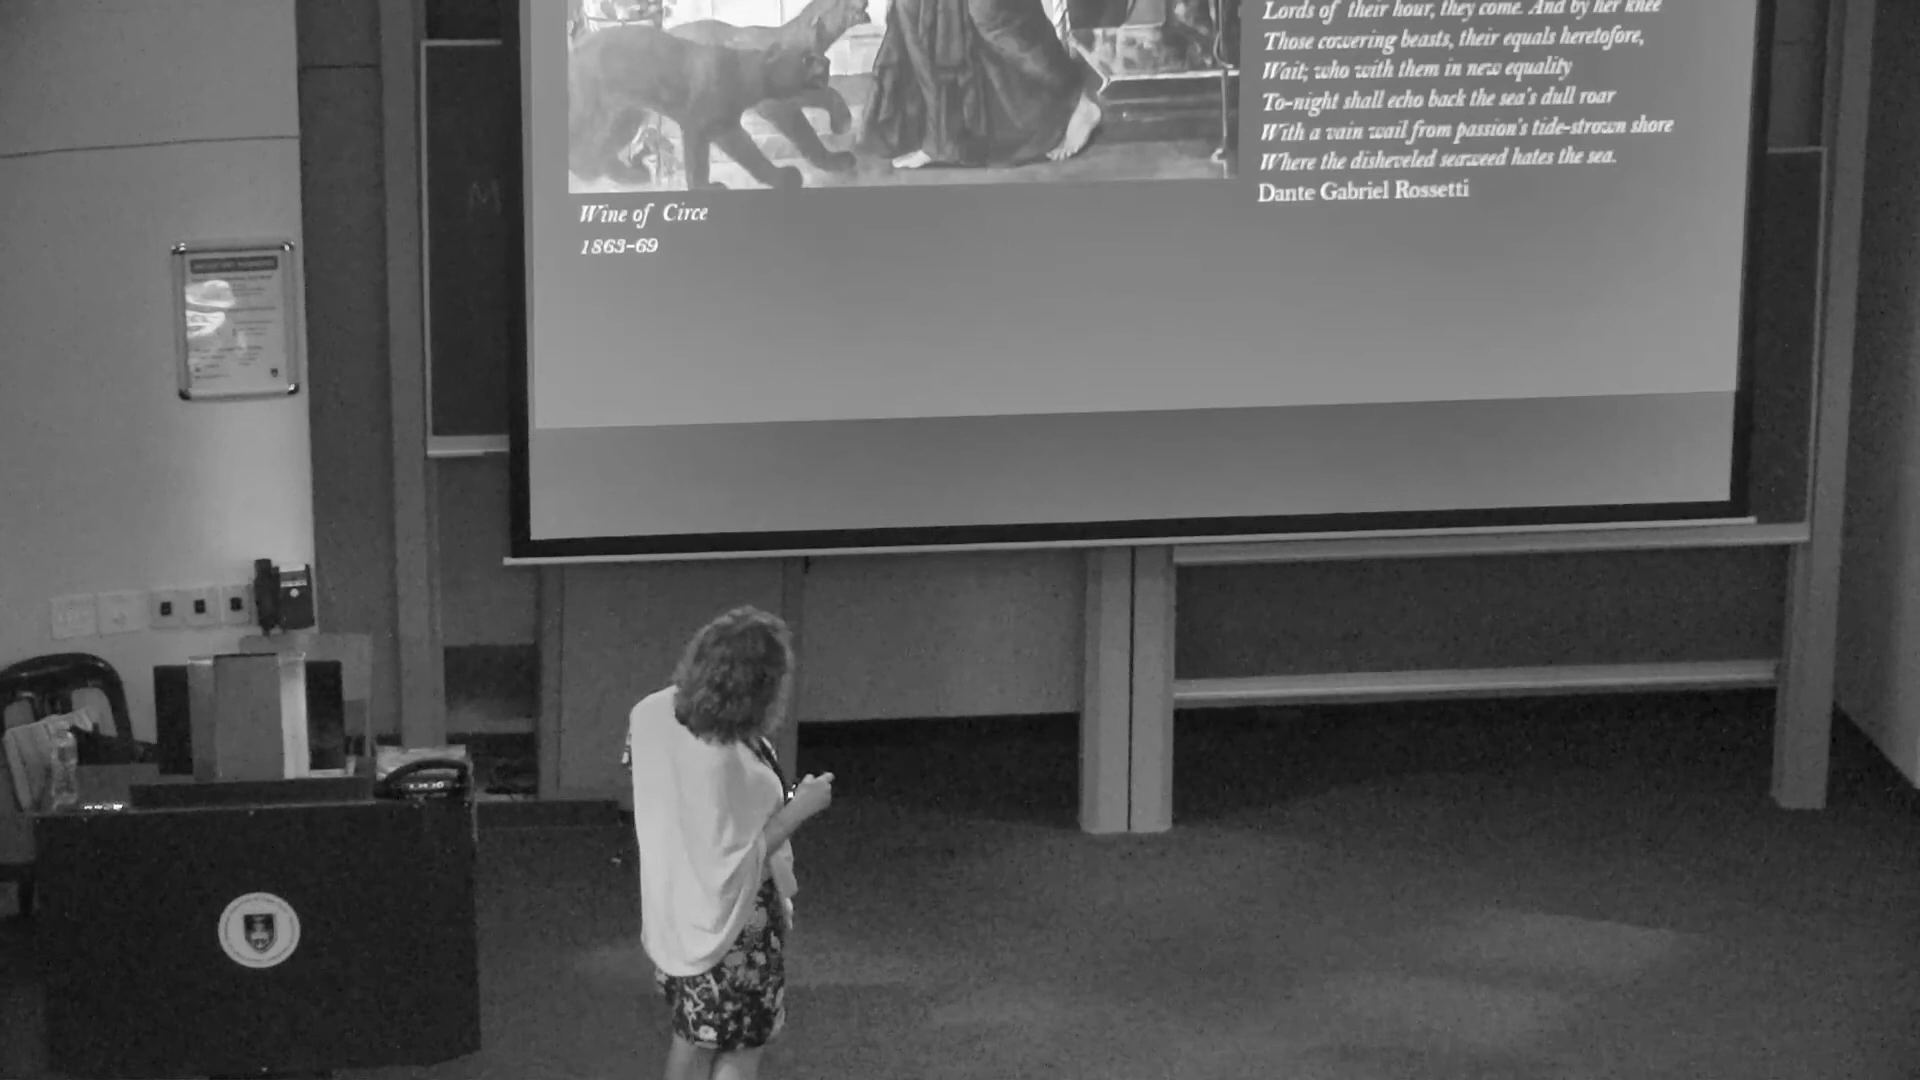 Lords of their hour, they come. And by her knee
Those cowering beasts, their equals heretofore,
Wait; who with them in new equality
To-night shall echo back the sea's dull roar
With a vain wail from passion's tide-strown shore
Where the disheveled seaweed hates the sea.
Dante Gabriel Rossetti
Wine of Circe
1863-69
M